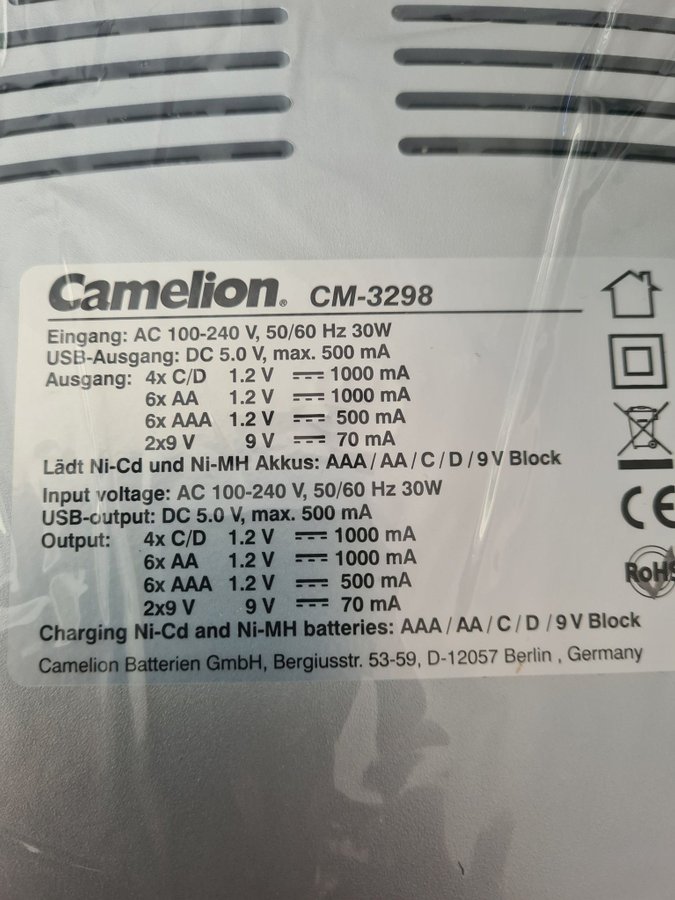 Camelion® CM-3298
Eingang: AC 100-240 V, 50/60 Hz 30W
USB-Ausgang: DC 5.0 V, max. 500 mA
Ausgang: 4x C/D 1.2 V ⎓ 1000 mA
6x AA 1.2 V ⎓ 1000 mA
6x AAA 1.2 V ⎓ 500 mA
2x9 V 9 V ⎓ 70 mA
Lädt Ni-Cd und Ni-MH Akkus: AAA / AA / C / D / 9 V Block
Input voltage: AC 100-240 V, 50/60 Hz 30W
USB-output: DC 5.0 V, max. 500 mA
Output: 4x C/D 1.2 V ⎓ 1000 mA
6x AA 1.2 V ⎓ 1000 mA
6x AAA 1.2 V ⎓ 500 mA
2x9 V 9 V ⎓ 70 mA
Charging Ni-Cd and Ni-MH batteries: AAA / AA / C / D / 9 V Block
Camelion Batterien GmbH, Bergiusstr. 53-59, D-12057 Berlin , Germany
CE
RoHS